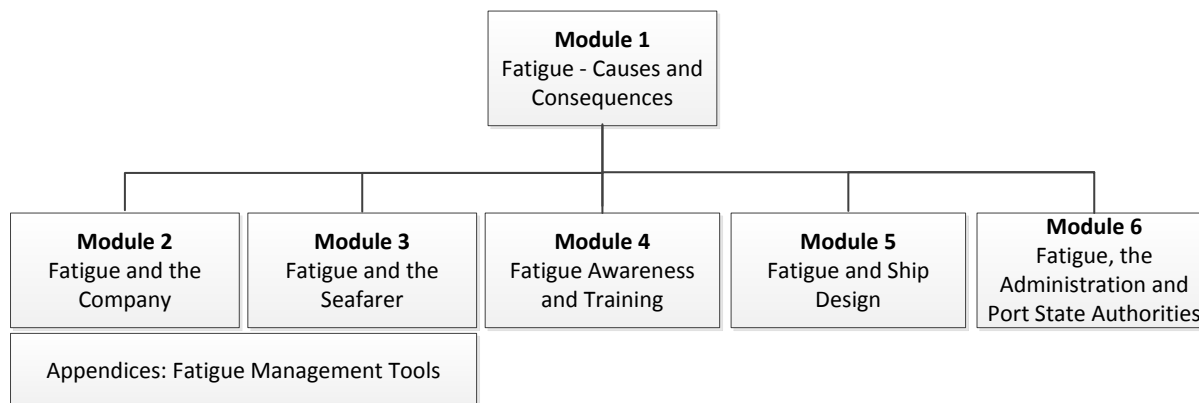 Module 1
Fatigue - Causes and
Consequences
Module 2
Fatigue and the
Company
Module 3
Fatigue and the
Seafarer
Module 4
Fatigue Awareness
and Training
Module 5
Fatigue and Ship
Design
Module 6
Fatigue, the
Administration and
Port State Authorities
Appendices: Fatigue Management Tools